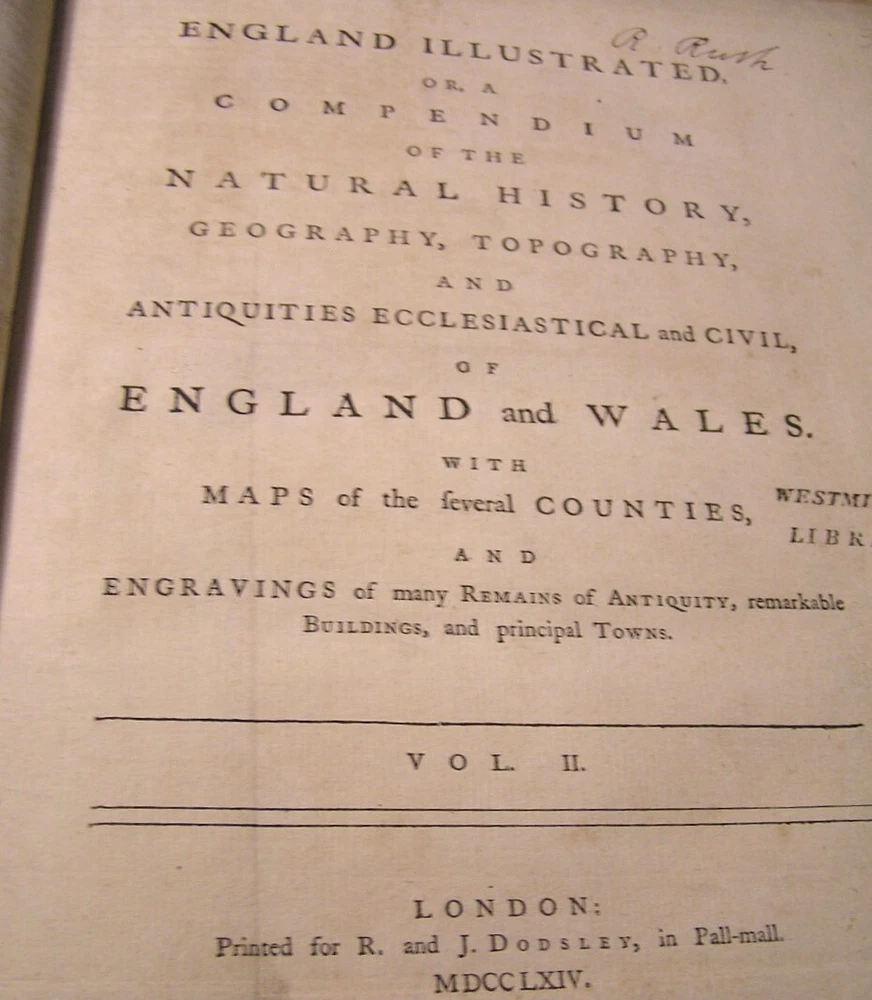 R. Rush
ENGLAND ILLUSTRATED,
OR, A
COMPENDIUM
OF THE
NATURAL HISTORY,
GEOGRAPHY, TOPOGRAPHY,
AND
ANTIQUITIES ECCLESIASTICAL and CIVIL,
OF
ENGLAND and WALES.
WITH
MAPS of the ſeveral COUNTIES,
WESTMI
LIBR
AND
ENGRAVINGS of many REMAINS of ANTIQUITY, remarkable
BUILDINGS, and principal TOWNS.
VOL. II.
LONDON:
Printed for R. and J. DODSLEY, in Pall-mall.
MDCCLXIV.